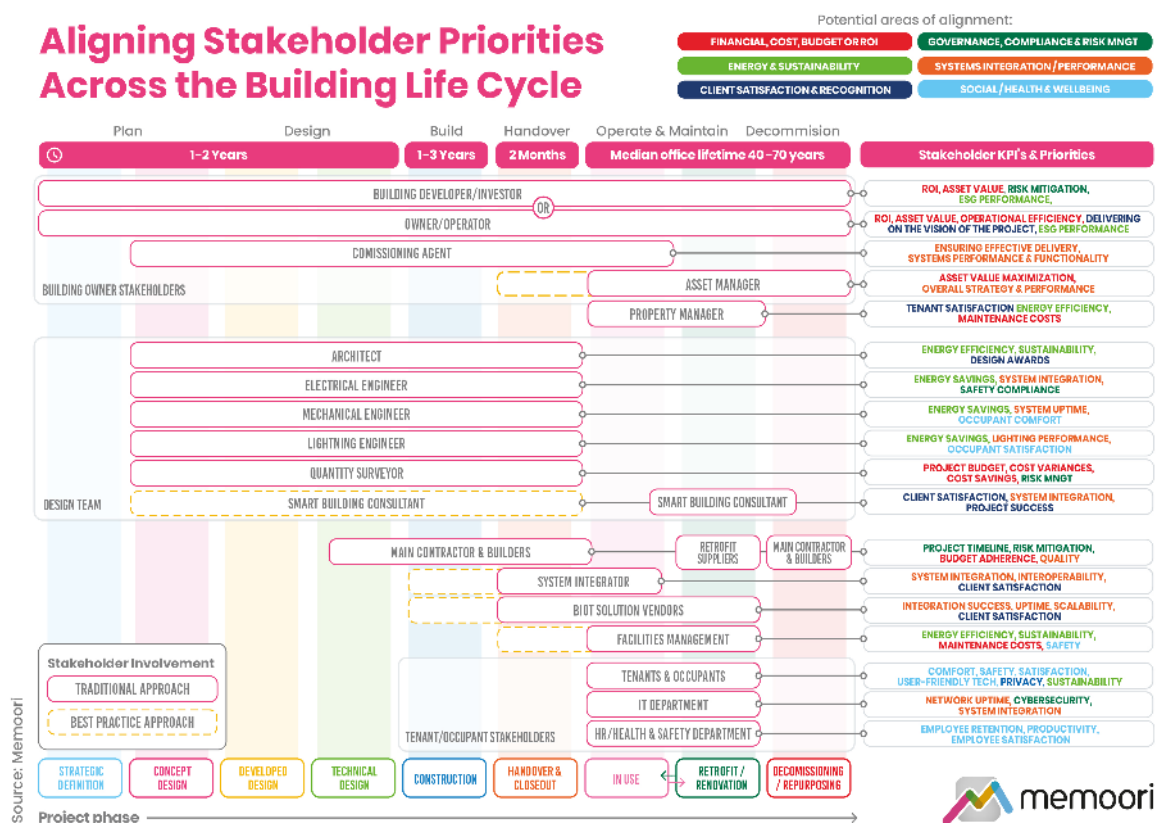 Aligning Stakeholder Priorities
Across the Building Life Cycle
Potential areas of alignment:
FINANCIAL, COST, BUDGET OR ROI
GOVERNANCE, COMPLIANCE & RISK MNGT
ENERGY & SUSTAINABILITY
SYSTEMS INTEGRATION / PERFORMANCE
CLIENT SATISFACTION & RECOGNITION
SOCIAL / HEALTH & WELLBEING
Plan
Design
Build
Handover
Operate & Maintain
Decommision
1-2 Years
1-3 Years
2 Months
Median office lifetime 40-70 years
Stakeholder KPI's & Priorities
BUILDING DEVELOPER/INVESTOR
ROI, ASSET VALUE, RISK MITIGATION,
ESG PERFORMANCE,
OR
OWNER/OPERATOR
ROI, ASSET VALUE, OPERATIONAL EFFICIENCY, DELIVERING
ON THE VISION OF THE PROJECT, ESG PERFORMANCE
COMISSIONING AGENT
ENSURING EFFECTIVE DELIVERY,
SYSTEMS PERFORMANCE & FUNCTIONALITY
BUILDING OWNER STAKEHOLDERS
ASSET MANAGER
ASSET VALUE MAXIMIZATION,
OVERALL STRATEGY & PERFORMANCE
PROPERTY MANAGER
TENANT SATISFACTION ENERGY EFFICIENCY,
MAINTENANCE COSTS
ARCHITECT
ENERGY EFFICIENCY, SUSTAINABILITY,
DESIGN AWARDS
ELECTRICAL ENGINEER
ENERGY SAVINGS, SYSTEM INTEGRATION,
SAFETY COMPLIANCE
MECHANICAL ENGINEER
ENERGY SAVINGS, SYSTEM UPTIME,
OCCUPANT COMFORT
LIGHTNING ENGINEER
ENERGY SAVINGS, LIGHTING PERFORMANCE,
OCCUPANT SATISFACTION
QUANTITY SURVEYOR
PROJECT BUDGET, COST VARIANCES,
COST SAVINGS, RISK MNGT
DESIGN TEAM
SMART BUILDING CONSULTANT
SMART BUILDING CONSULTANT
CLIENT SATISFACTION, SYSTEM INTEGRATION,
PROJECT SUCCESS
MAIN CONTRACTOR & BUILDERS
RETROFIT
SUPPLIERS
MAIN CONTRACTOR
& BUILDERS
PROJECT TIMELINE, RISK MITIGATION,
BUDGET ADHERENCE, QUALITY
SYSTEM INTEGRATOR
SYSTEM INTEGRATION, INTEROPERABILITY,
CLIENT SATISFACTION
BIOT SOLUTION VENDORS
INTEGRATION SUCCESS, UPTIME, SCALABILITY,
CLIENT SATISFACTION
FACILITIES MANAGEMENT
ENERGY EFFICIENCY, SUSTAINABILITY,
MAINTENANCE COSTS, SAFETY
TENANTS & OCCUPANTS
COMFORT, SAFETY, SATISFACTION,
USER-FRIENDLY TECH, PRIVACY, SUSTAINABILITY
IT DEPARTMENT
NETWORK UPTIME, CYBERSECURITY,
SYSTEM INTEGRATION
TENANT/OCCUPANT STAKEHOLDERS
HR/HEALTH & SAFETY DEPARTMENT
EMPLOYEE RETENTION, PRODUCTIVITY,
EMPLOYEE SATISFACTION
Stakeholder Involvement
TRADITIONAL APPROACH
BEST PRACTICE APPROACH
STRATEGIC
DEFINITION
CONCEPT
DESIGN
DEVELOPED
DESIGN
TECHNICAL
DESIGN
CONSTRUCTION
HANDOVER &
CLOSEOUT
IN USE
RETROFIT /
RENOVATION
DECOMISSIONING
/ REPURPOSING
Project phase
Source: Memoori
memoori